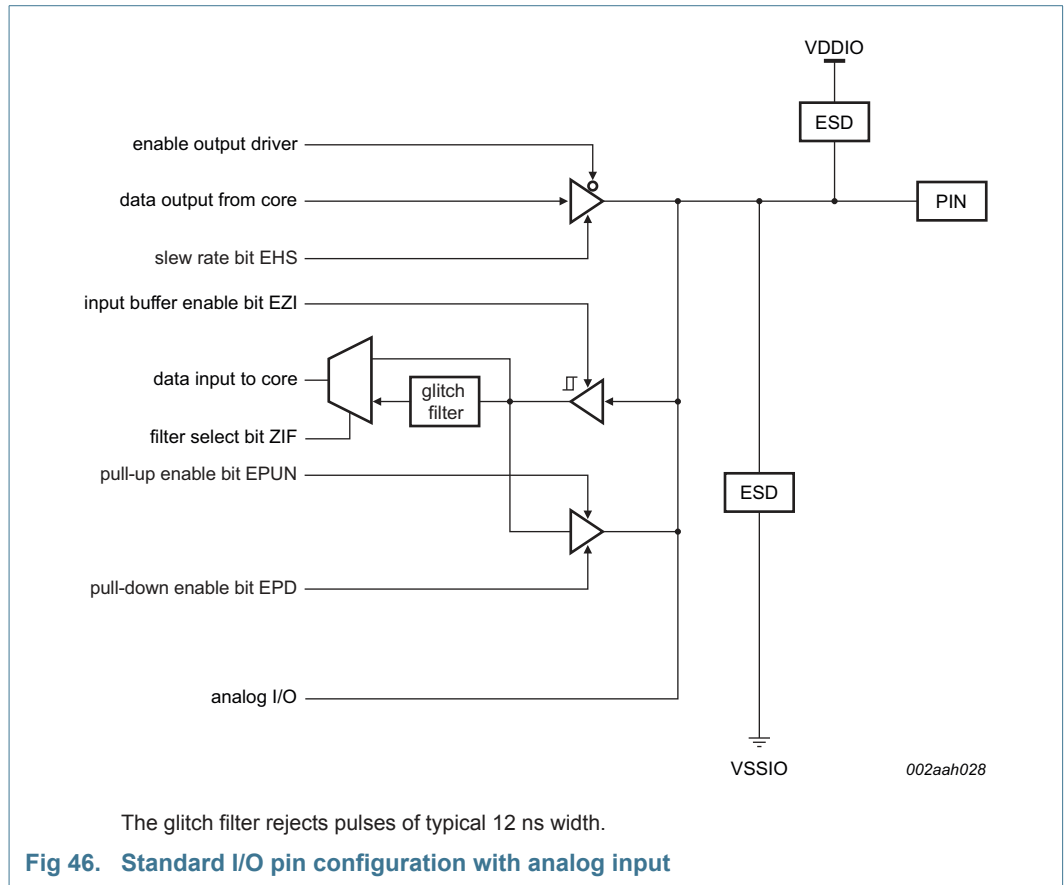 VDDIO
ESD
enable output driver
data output from core
PIN
slew rate bit EHS
input buffer enable bit EZI
data input to core
glitch
filter
filter select bit ZIF
pull-up enable bit EPUN
ESD
pull-down enable bit EPD
analog I/O
VSSIO
002aah028
The glitch filter rejects pulses of typical 12 ns width.
Fig 46. Standard I/O pin configuration with analog input